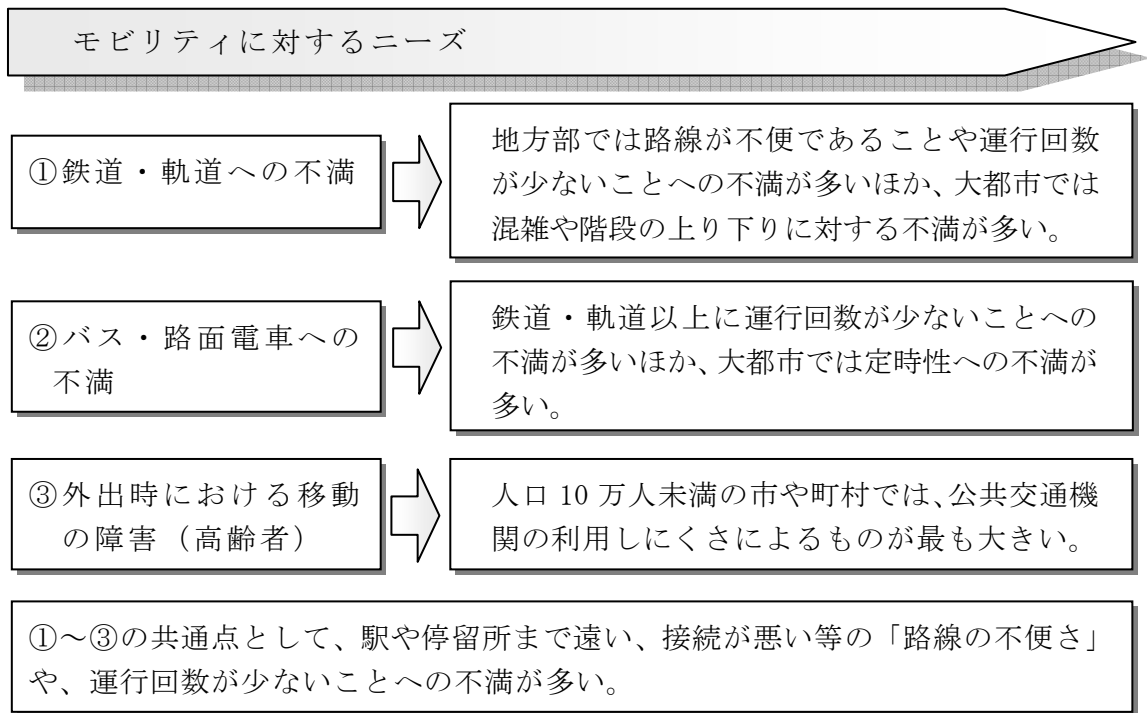 モビリティに対するニーズ
①鉄道・軌道への不満
地方部では路線が不便であることや運行回数
が少ないことへの不満が多いほか、大都市では
混雑や階段の上り下りに対する不満が多い。
②バス・路面電車への
不満
鉄道・軌道以上に運行回数が少ないことへの
不満が多いほか、大都市では定時性への不満が
多い。
③外出時における移動
の障害（高齢者）
人口 10 万人未満の市や町村では、公共交通機
関の利用しにくさによるものが最も大きい。
①～③の共通点として、駅や停留所まで遠い、接続が悪い等の「路線の不便さ」
や、運行回数が少ないことへの不満が多い。